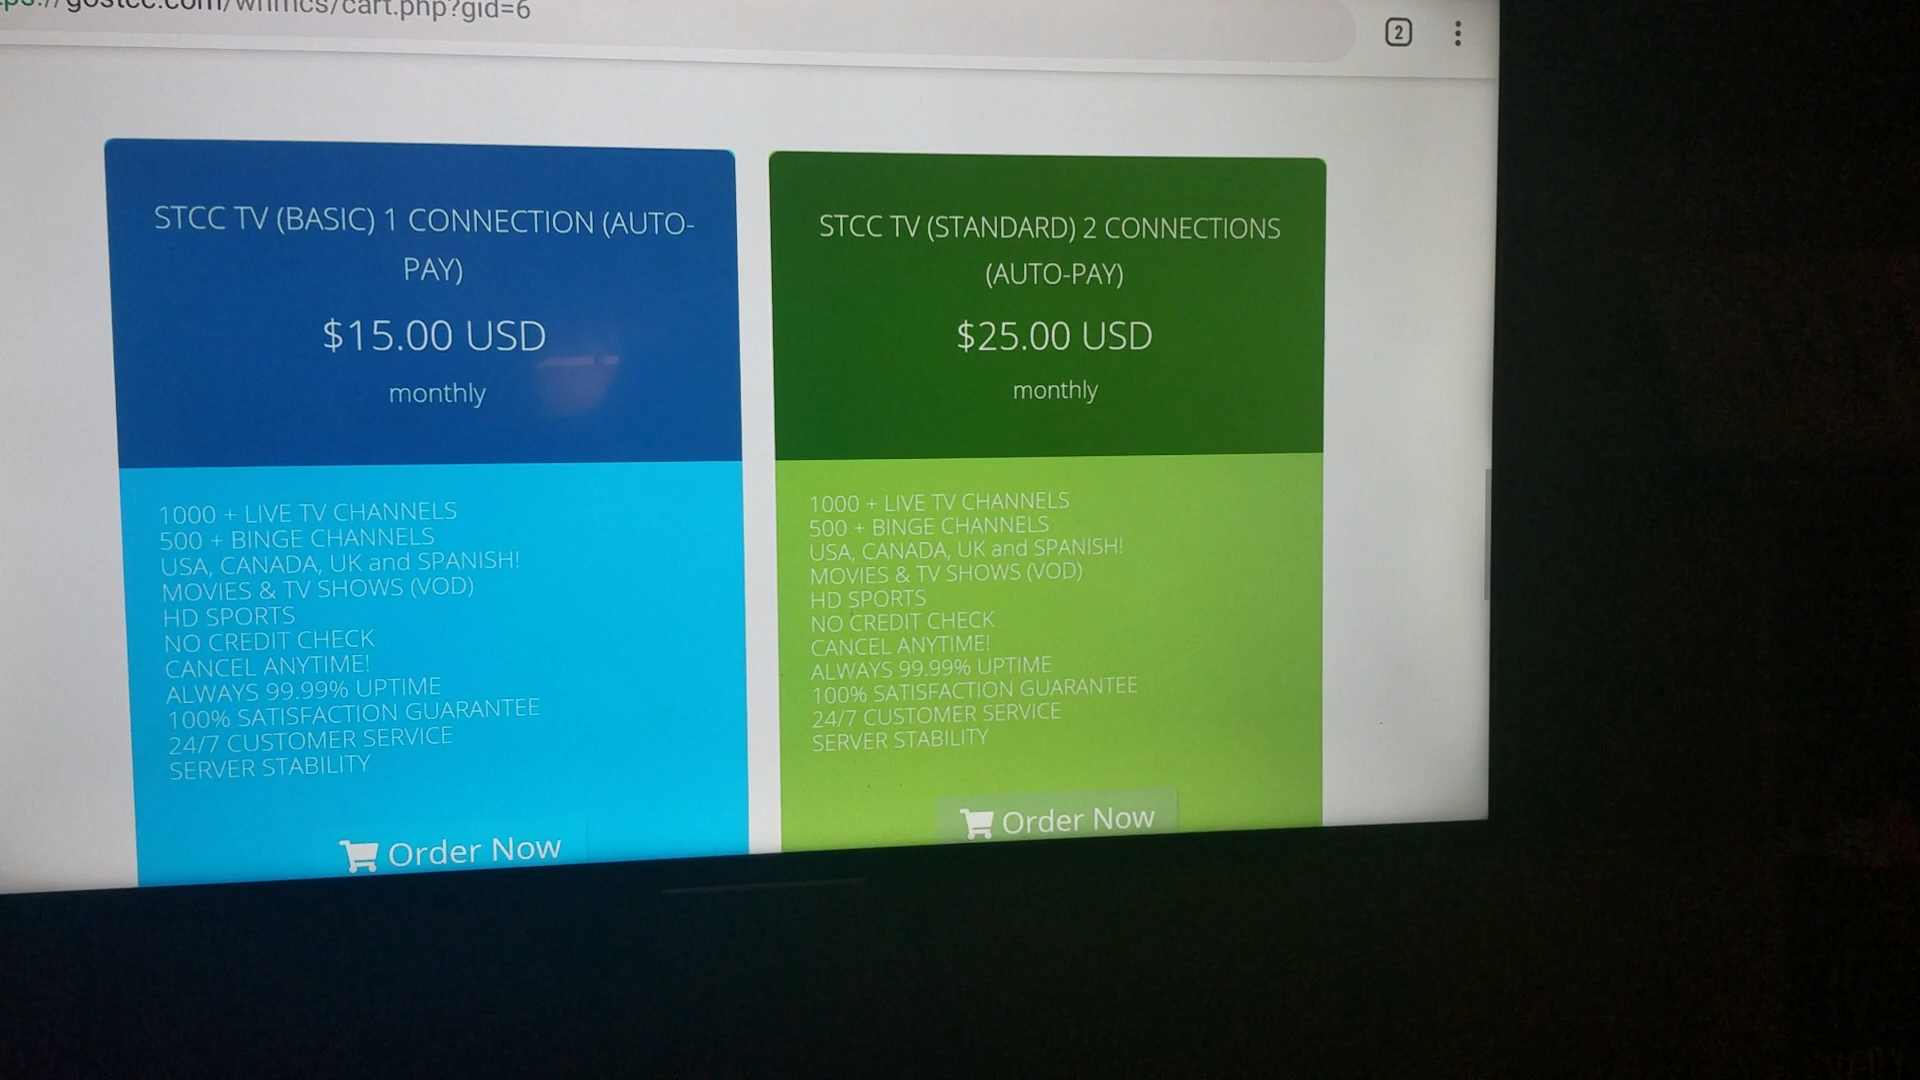 gostcc.com/whmcs/cart.php?gid=6
2
STCC TV (BASIC) 1 CONNECTION (AUTO-
PAY)
$15.00 USD
monthly
1000 + LIVE TV CHANNELS
500 + BINGE CHANNELS
USA, CANADA, UK and SPANISH!
MOVIES & TV SHOWS (VOD)
HD SPORTS
NO CREDIT CHECK
CANCEL ANYTIME!
ALWAYS 99.99% UPTIME
100% SATISFACTION GUARANTEE
24/7 CUSTOMER SERVICE
SERVER STABILITY
Order Now
STCC TV (STANDARD) 2 CONNECTIONS
(AUTO-PAY)
$25.00 USD
monthly
1000 + LIVE TV CHANNELS
500 + BINGE CHANNELS
USA, CANADA, UK and SPANISH!
MOVIES & TV SHOWS (VOD)
HD SPORTS
NO CREDIT CHECK
CANCEL ANYTIME!
ALWAYS 99.99% UPTIME
100% SATISFACTION GUARANTEE
24/7 CUSTOMER SERVICE
SERVER STABILITY
Order Now